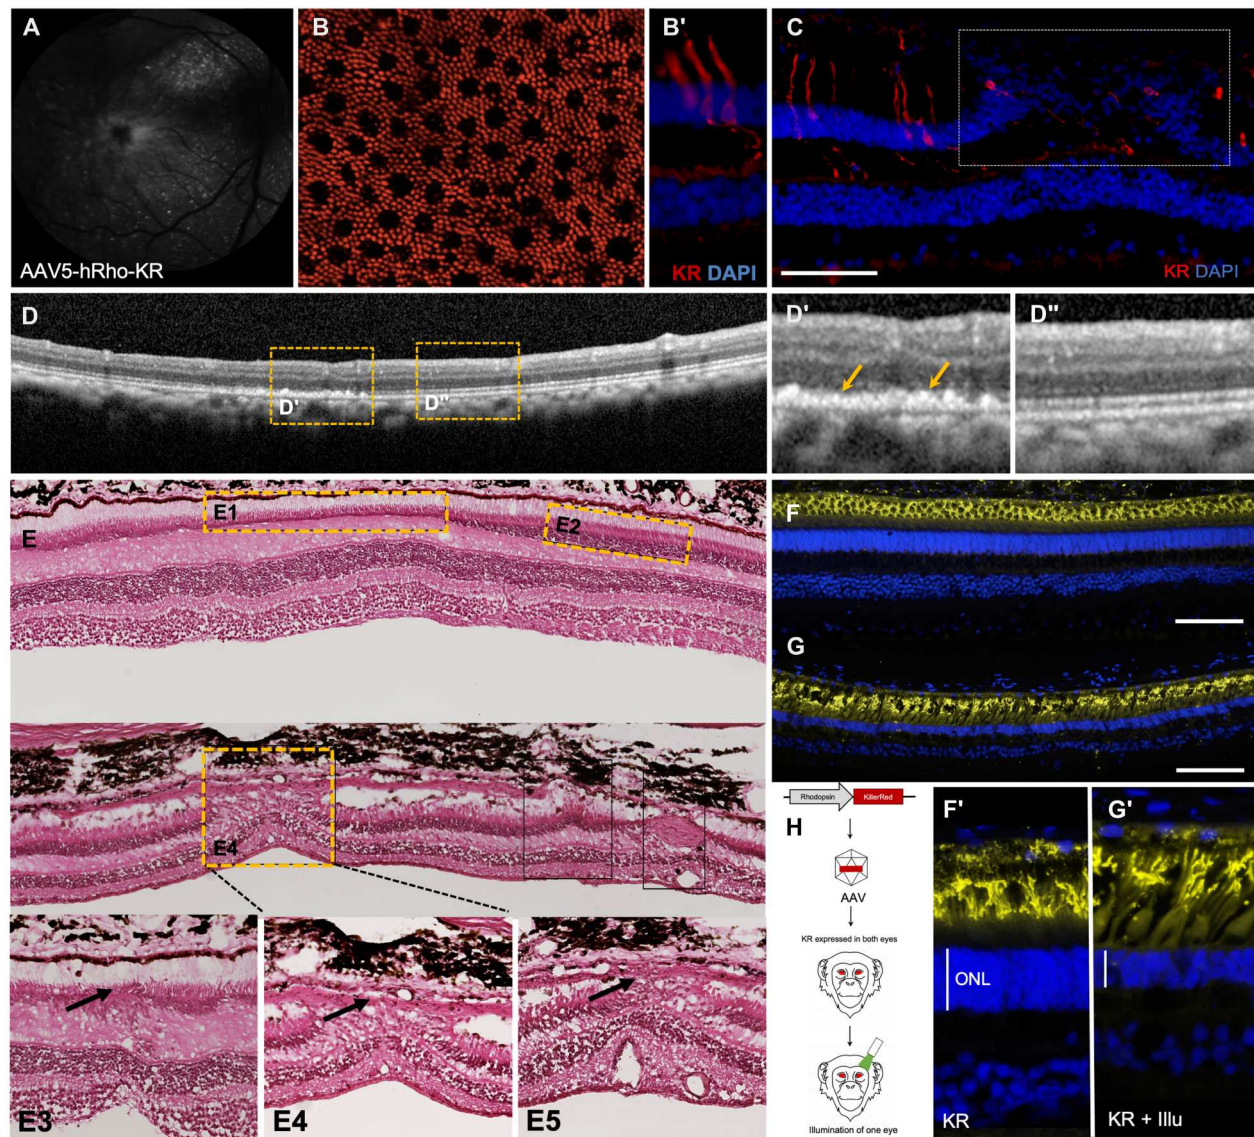 A
AAV5-hRho-KR
B
B'
KR DAPI
C
KR DAPI
D
D'
D"
D'
D"
E
E1
E2
E4
E3
E4
E5
F
G
H
Rhodopsin
KillerRed
AAV
KR expressed in both eyes
Illumination of one eye
F'
ONL
KR
G'
KR + Illu